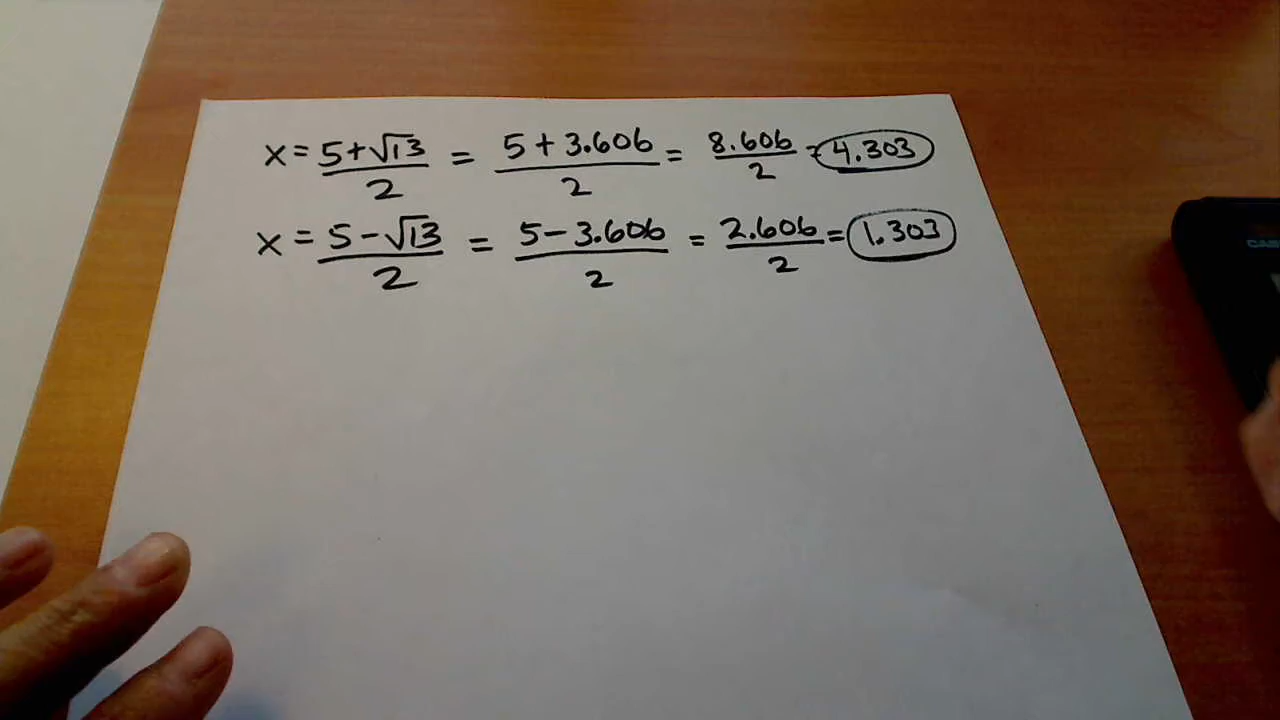 x = 5+√13/2 = 5+3.606/2 = 8.606/2 = 4.303
x = 5-√13/2 = 5-3.606/2 = 2.606/2 = 1.303